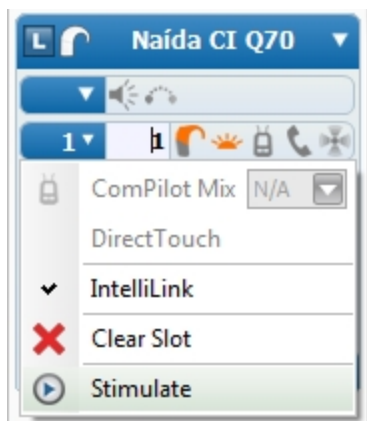 L Naída CI Q70
1 1
ComPilot Mix N/A
DirectTouch
IntelliLink
Clear Slot
Stimulate